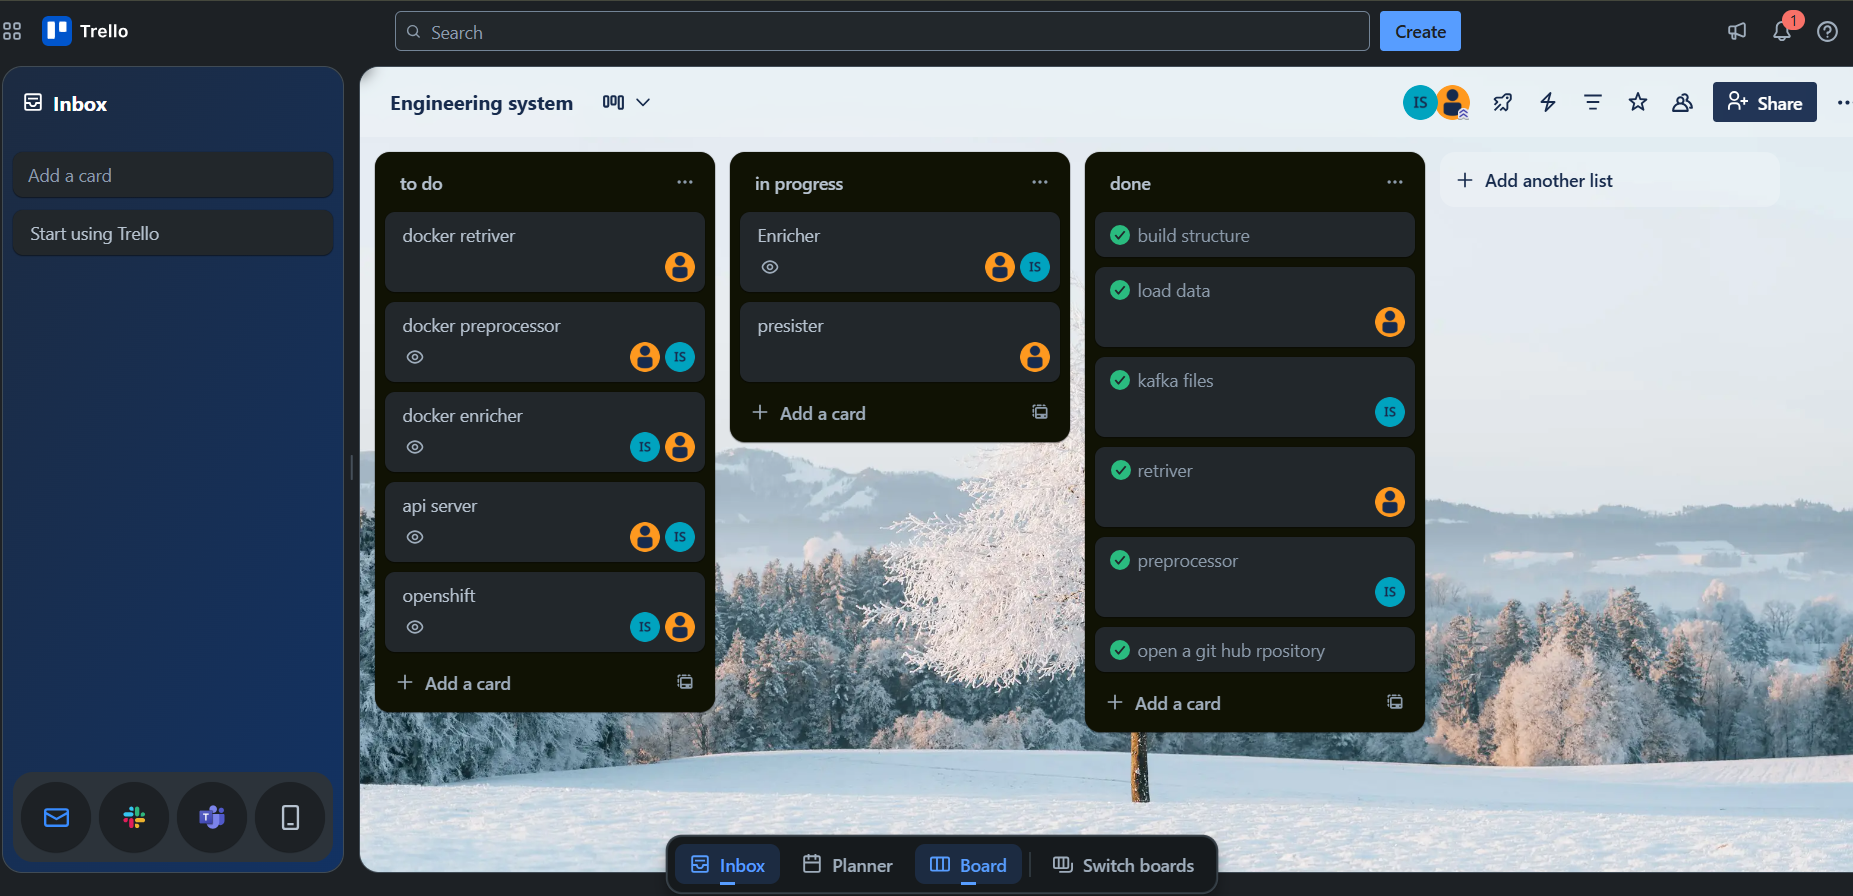 Trello
Search
Create
1
Inbox
Add a card
Start using Trello
Engineering system
IS
Share
to do
docker retriver
docker preprocessor
IS
docker enricher
IS
api server
IS
openshift
IS
Add a card
in progress
Enricher
IS
presister
Add a card
done
build structure
load data
kafka files
IS
retriver
preprocessor
IS
open a git hub rpository
Add a card
Add another list
T
Inbox
Planner
Board
Switch boards